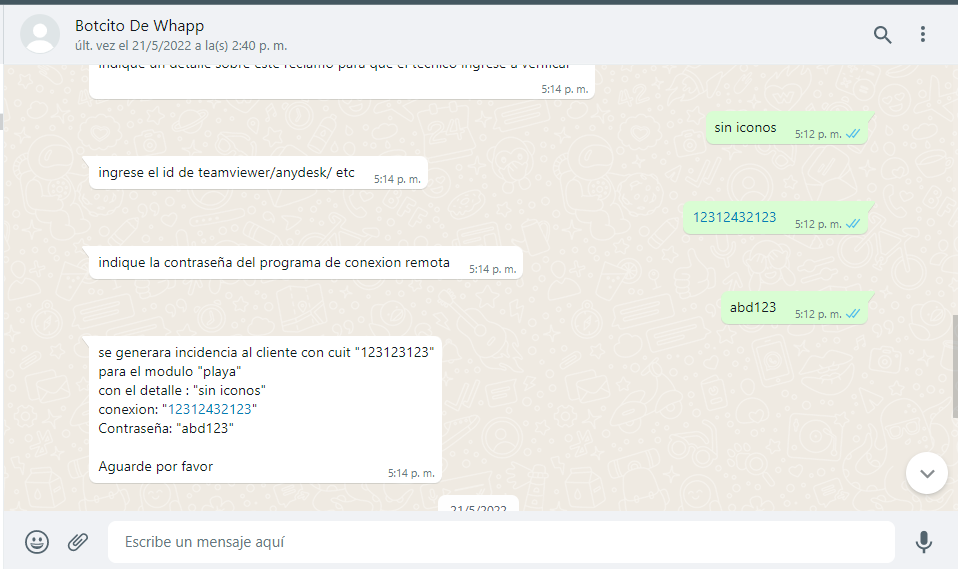 Botcito De Whapp
últ. vez el 21/5/2022 a la(s) 2:40 p. m.
indique un detalle sobre este reclamo para que el tecnico ingrese a verificar
5:14 p. m.
sin iconos
5:12 p. m.
ingrese el id de teamviewer/anydesk/ etc
5:14 p. m.
12312432123
5:12 p. m.
indique la contraseña del programa de conexion remota
5:14 p. m.
abd123
5:12 p. m.
se generara incidencia al cliente con cuit "123123123"
para el modulo "playa"
con el detalle : "sin iconos"
conexion: "12312432123"
Contraseña: "abd123"
Aguarde por favor
5:14 p. m.
21/5/2022
Escribe un mensaje aquí